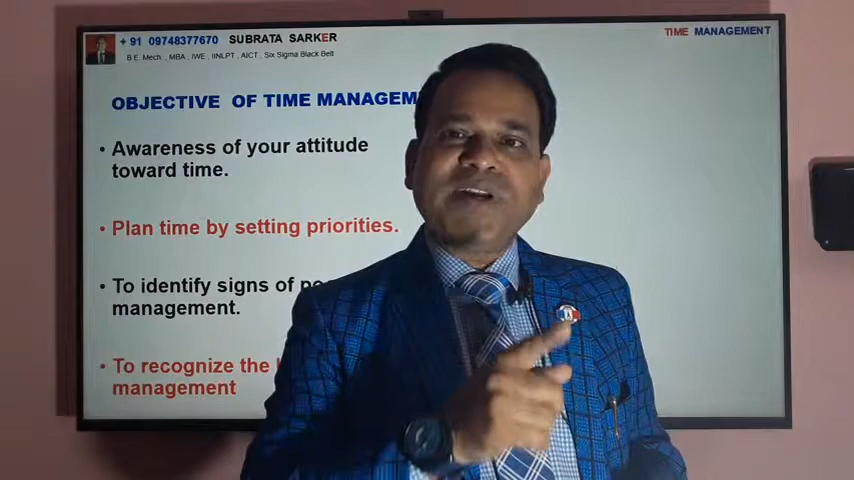 + 91 09748377670 SUBRATA SARKER
B.E. Mech , MBA , IWE , IINLPT , AICT , Six Sigma Black Belt
TIME MANAGEMENT
OBJECTIVE OF TIME MANAGEM
• Awareness of your attitude
toward time.
• Plan time by setting priorities.
• To identify signs of
management.
• To recognize the
management